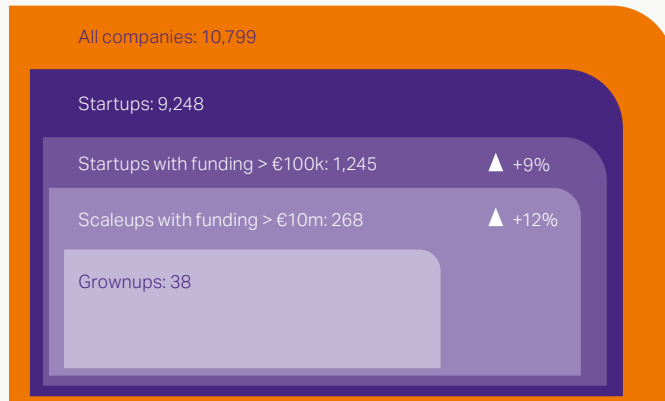 All companies: 10,799
Startups: 9,248
Startups with funding > €100k: 1,245 +9%
Scaleups with funding > €10m: 268 +12%
Grownups: 38